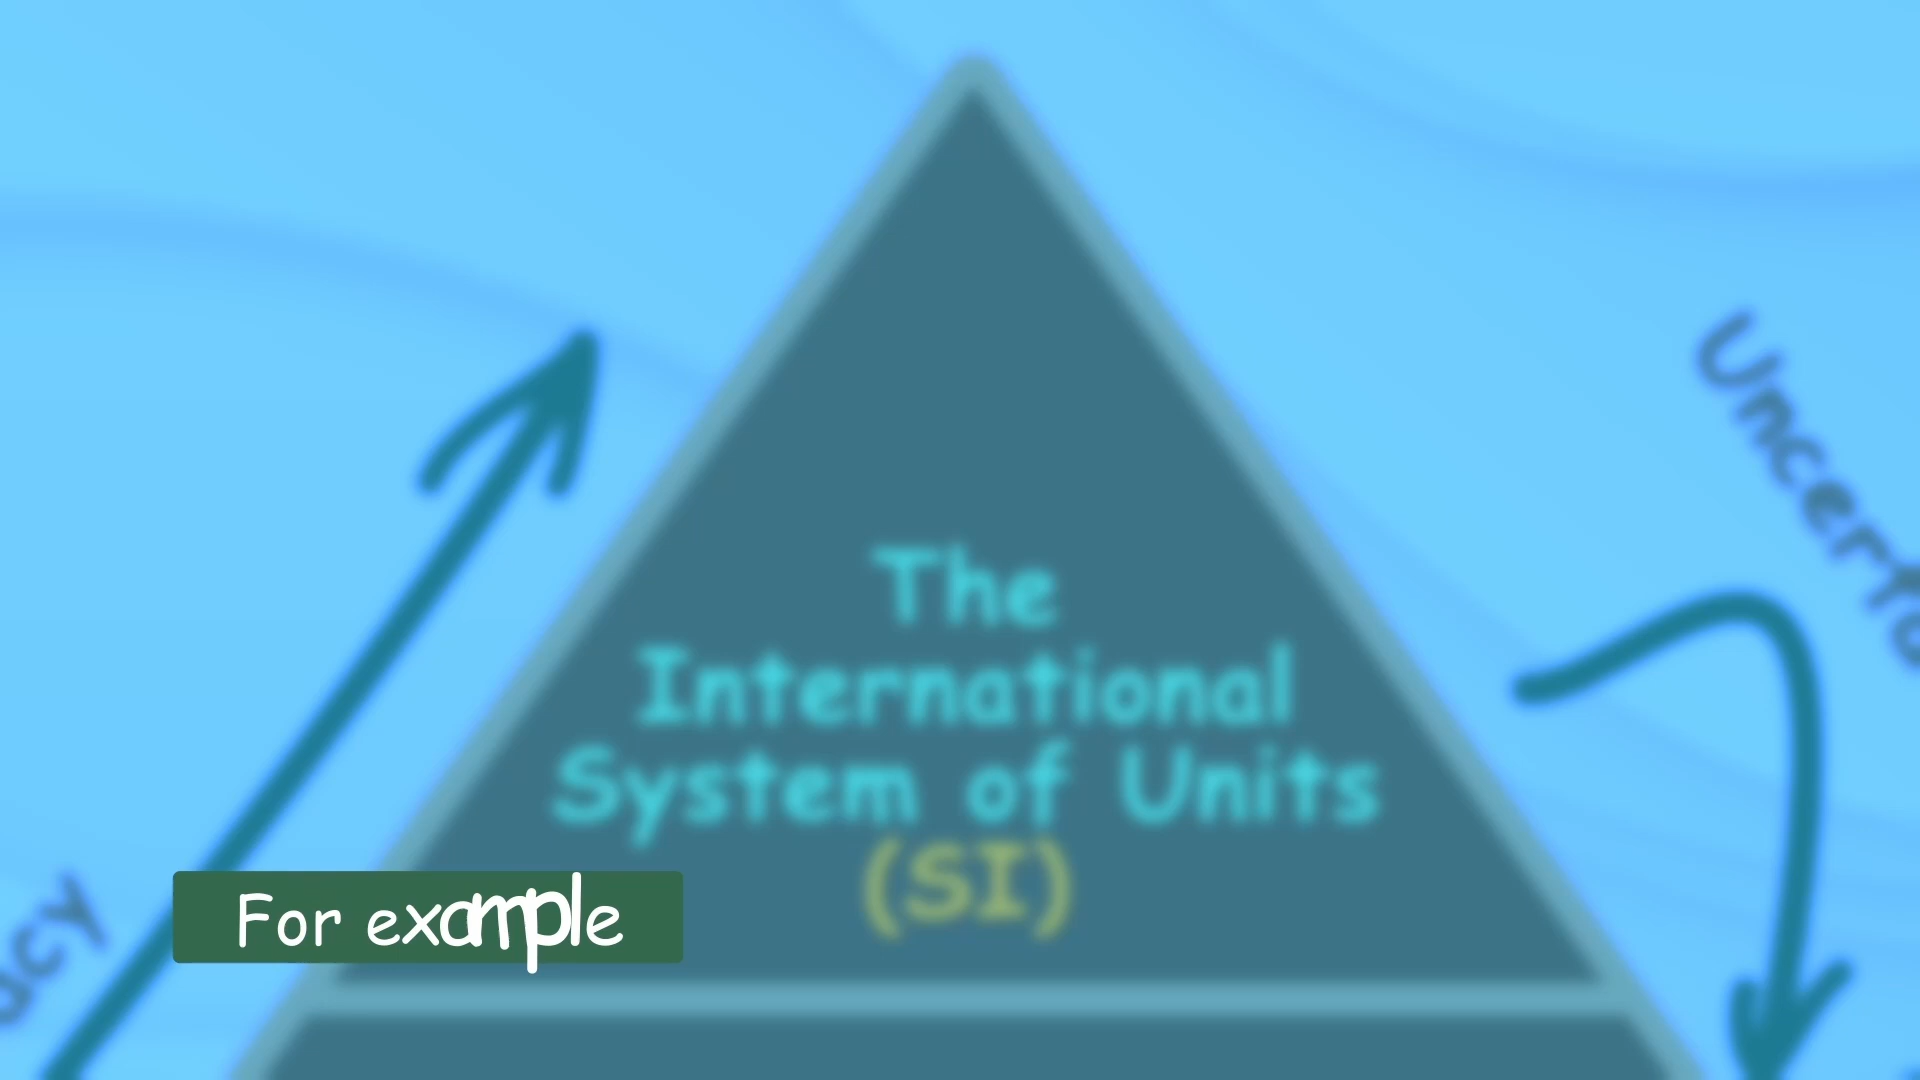 The
International
System of Units
(SI)
For example